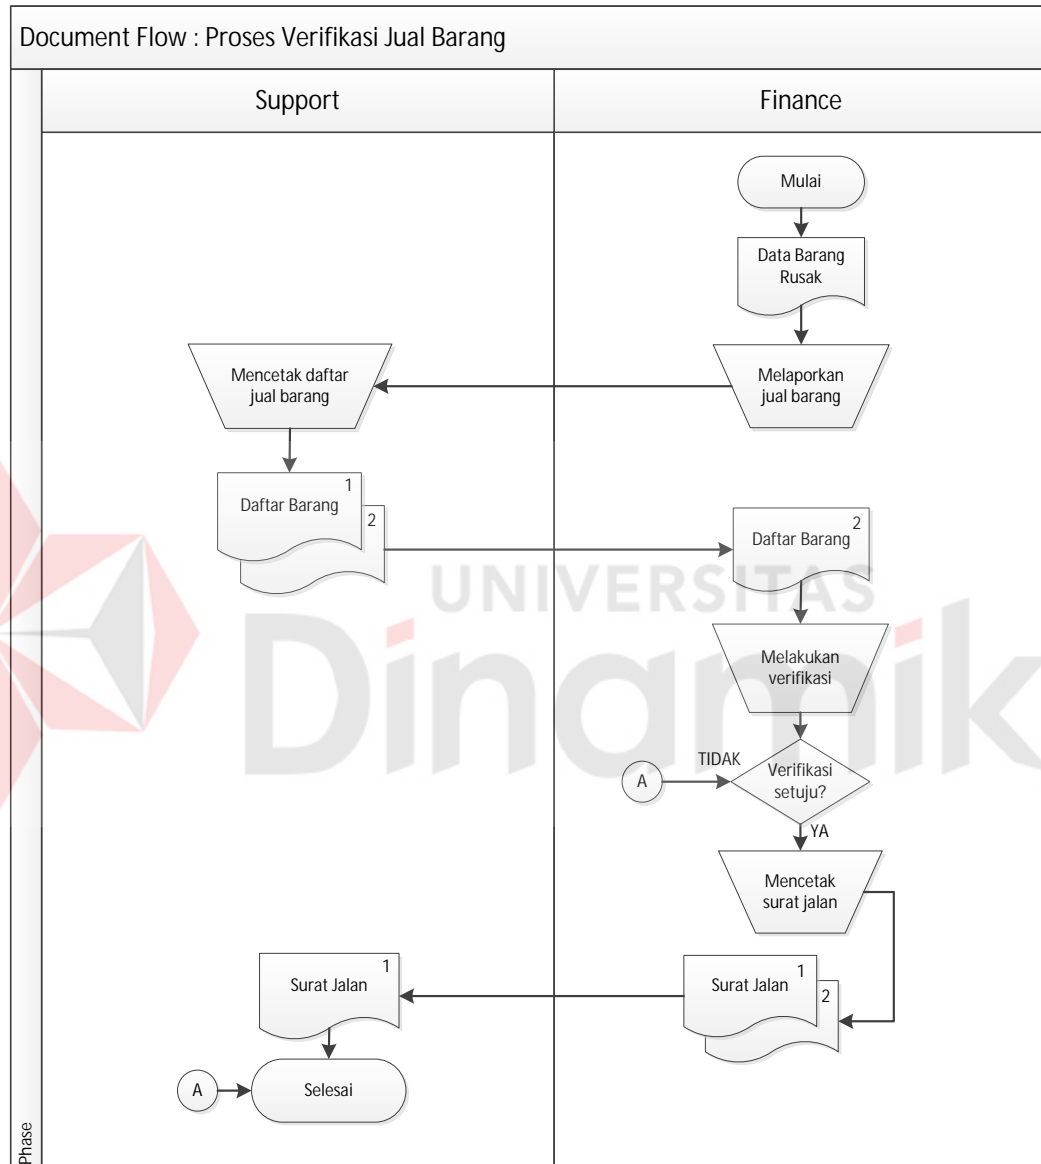 Document Flow : Proses Verifikasi Jual Barang
Support
Finance
Mulai
Data Barang
Rusak
Melaporkan
jual barang
Mencetak daftar
jual barang
1
Daftar Barang
2
2
Daftar Barang
UNIVERSITAS
Dinamik
Melakukan
verifikasi
TIDAK
A
Verifikasi
setuju?
YA
Mencetak
surat jalan
1
Surat Jalan
2
1
Surat Jalan
A
Selesai
Phase